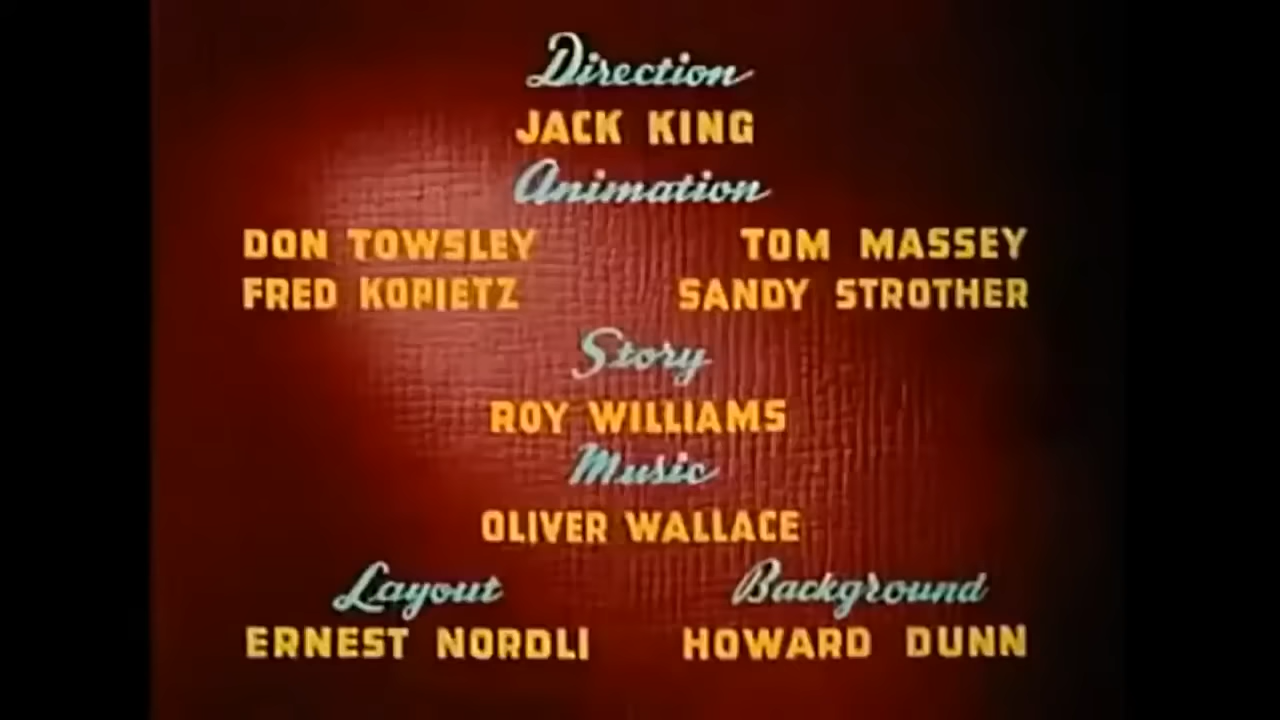 Direction
JACK KING
Animation
DON TOWSLEY TOM MASSEY
FRED KOPIETZ SANDY STROTHER
Story
ROY WILLIAMS
Music
OLIVER WALLACE
Layout Background
ERNEST NORDLI HOWARD DUNN